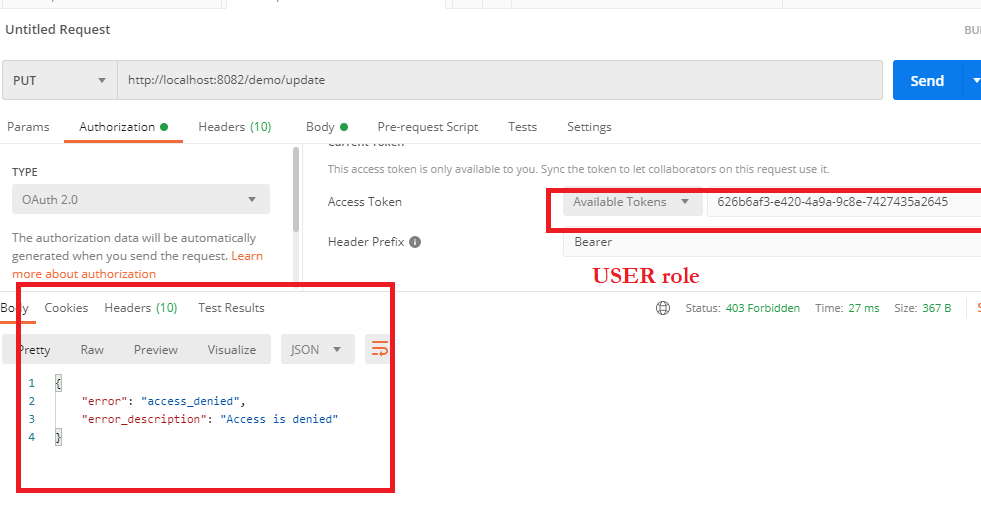 Untitled Request
BUI
PUT http://localhost:8082/demo/update Send
Params Authorization Headers (10) Body Pre-request Script Tests Settings
TYPE
OAuth 2.0
The authorization data will be automatically
generated when you send the request. Learn
more about authorization
Current Token
This access token is only available to you. Sync the token to let collaborators on this request use it.
Access Token Available Tokens 626b6af3-e420-4a9a-9c8e-7427435a2645
Header Prefix Bearer
USER role
Body Cookies Headers (10) Test Results
Status: 403 Forbidden Time: 27 ms Size: 367 B
Pretty Raw Preview Visualize JSON
1 {
2 "error": "access_denied",
3 "error_description": "Access is denied"
4 }